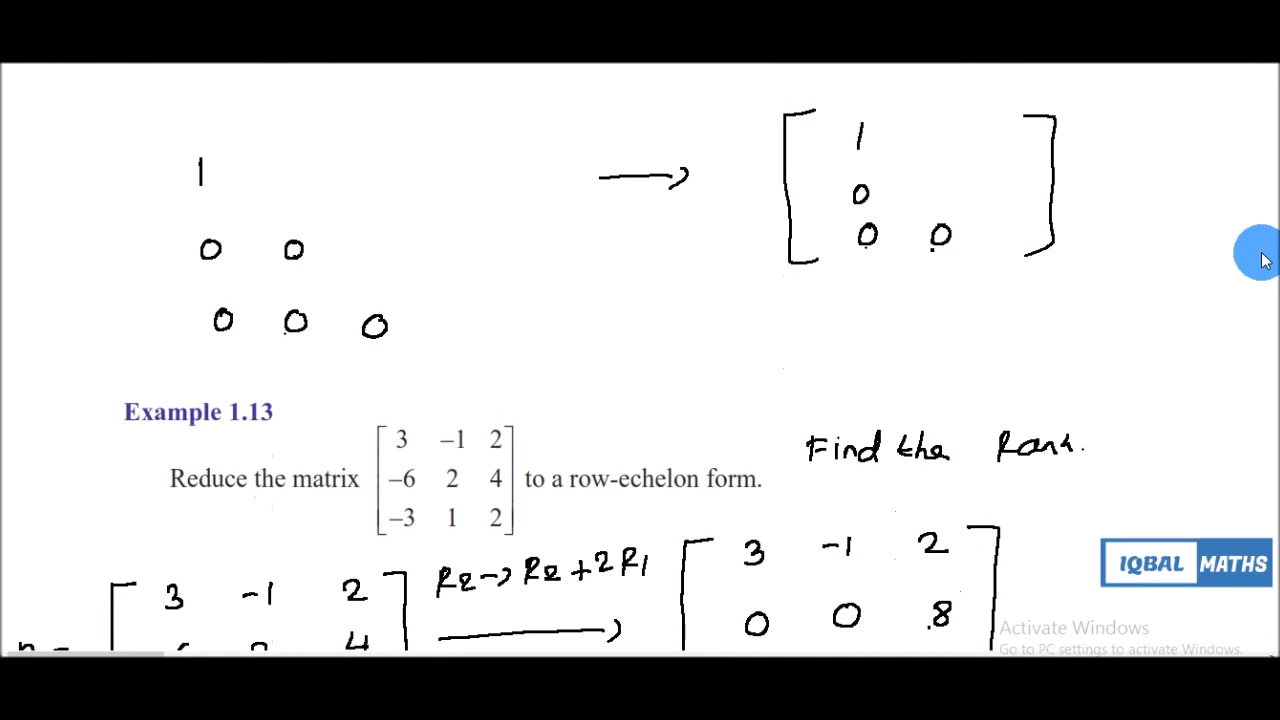 1
0 0
0 0 0
1
0
0 0
Example 1.13
Reduce the matrix
3 –1 2
–6 2 4
–3 1 2
to a row-echelon form.
Find the Rank.
3 -1 2
4
R2 → R2 + 2R1
3 -1 2
0 0 8
IQBAL MATHS
Activate Windows
Go to PC settings to activate Windows.